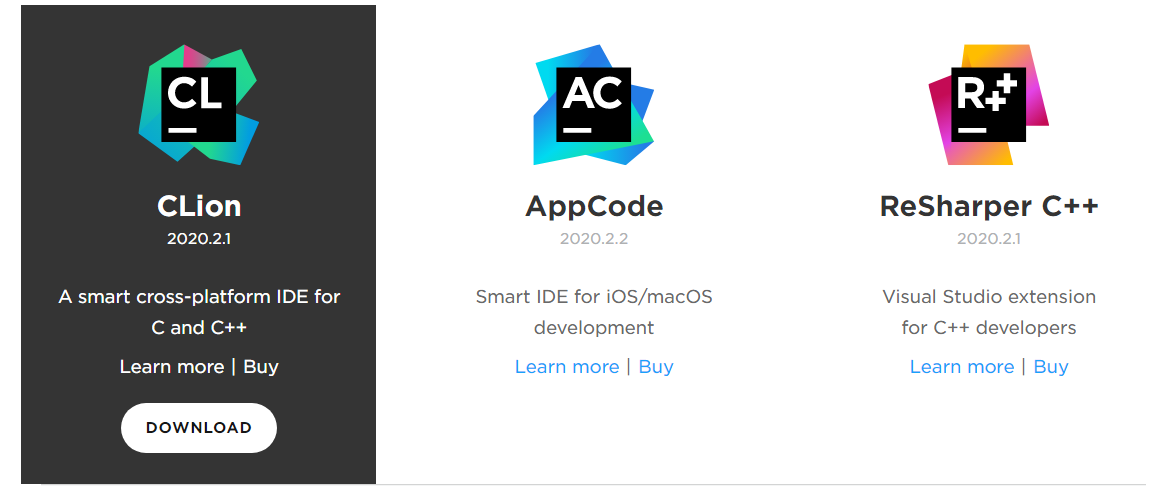 CL
CLion
2020.2.1
A smart cross-platform IDE for
C and C++
Learn more | Buy
DOWNLOAD
AC
AppCode
2020.2.2
Smart IDE for iOS/macOS
development
Learn more | Buy
R++
ReSharper C++
2020.2.1
Visual Studio extension
for C++ developers
Learn more | Buy